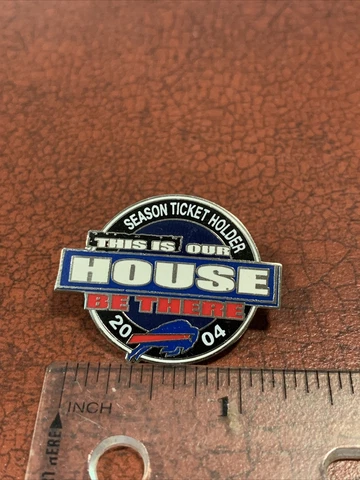 SEASON TICKET HOLDER
THIS IS OUR
HOUSE
BE THERE
20 04
INCH
1